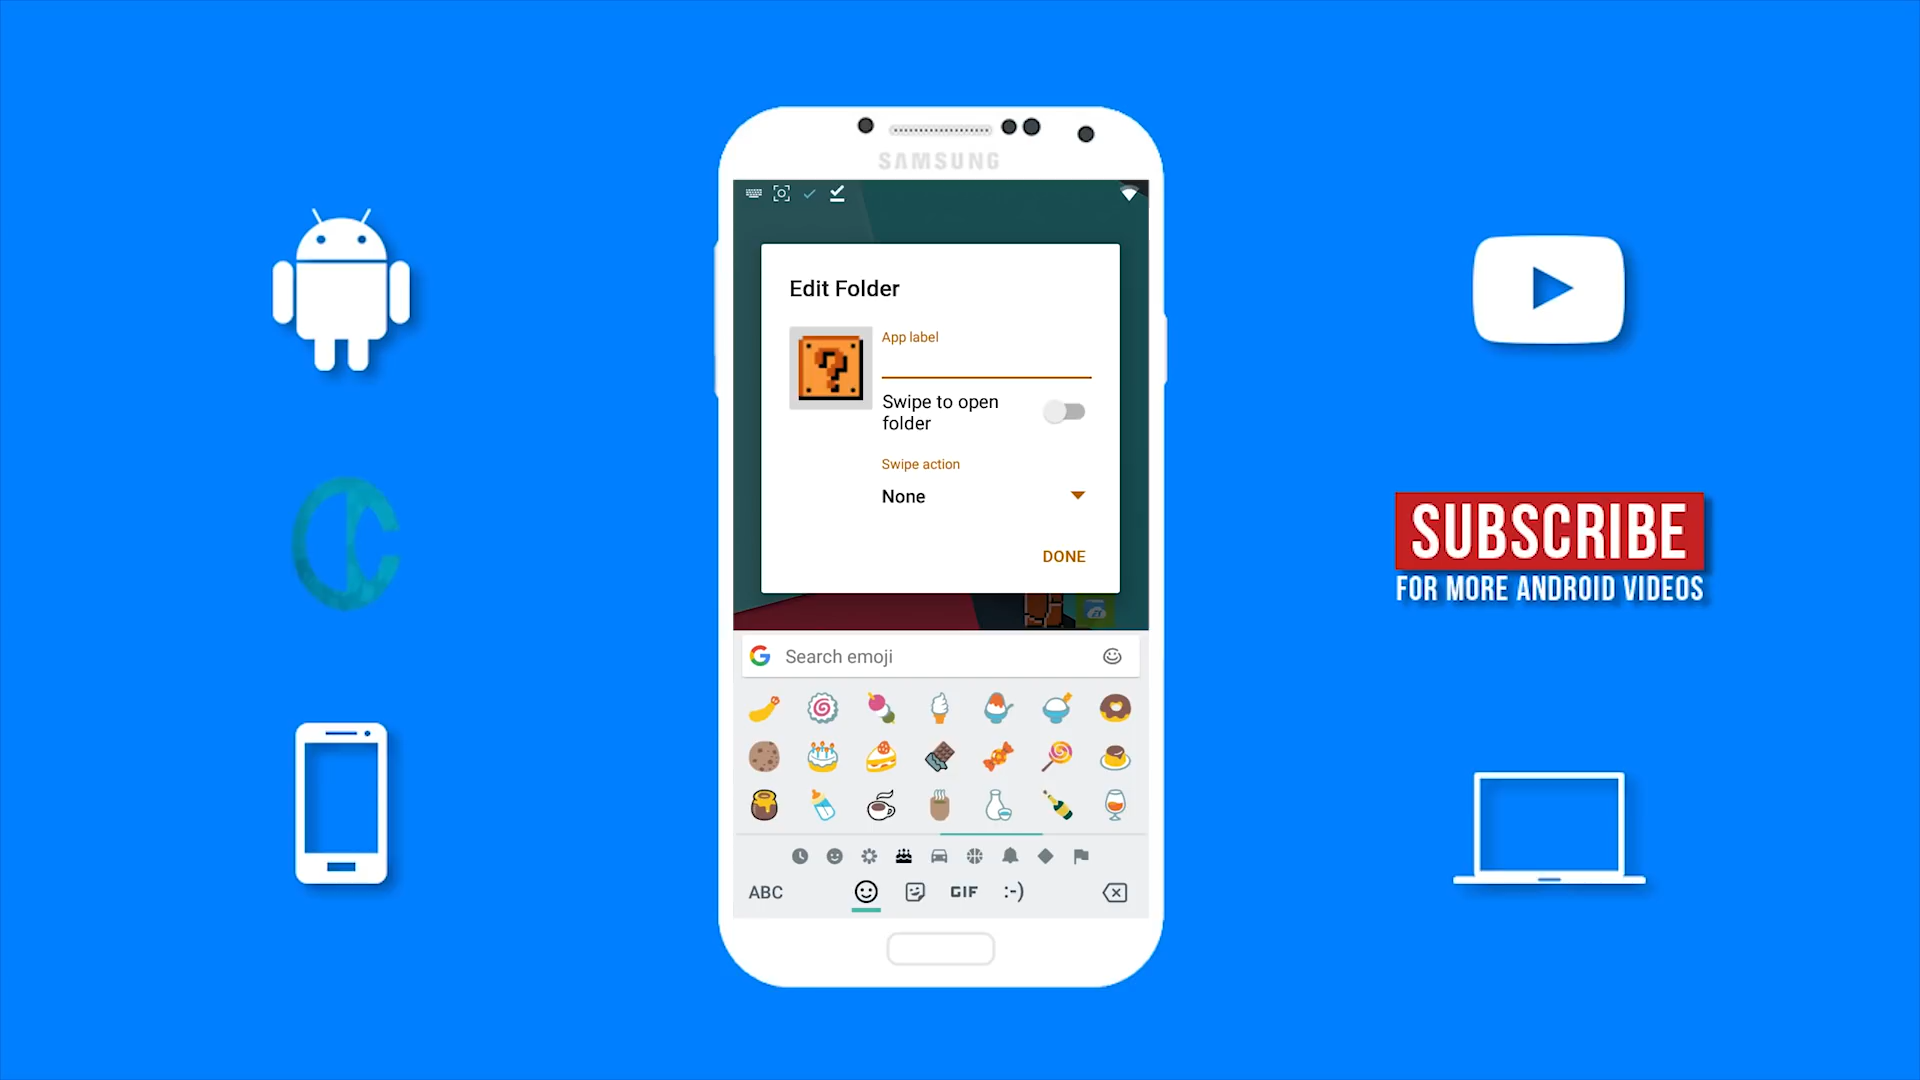 SAMSUNG
Edit Folder
App label
Swipe to open
folder
Swipe action
None
DONE
SUBSCRIBE
FOR MORE ANDROID VIDEOS
Search emoji
ABC
GIF
:-)